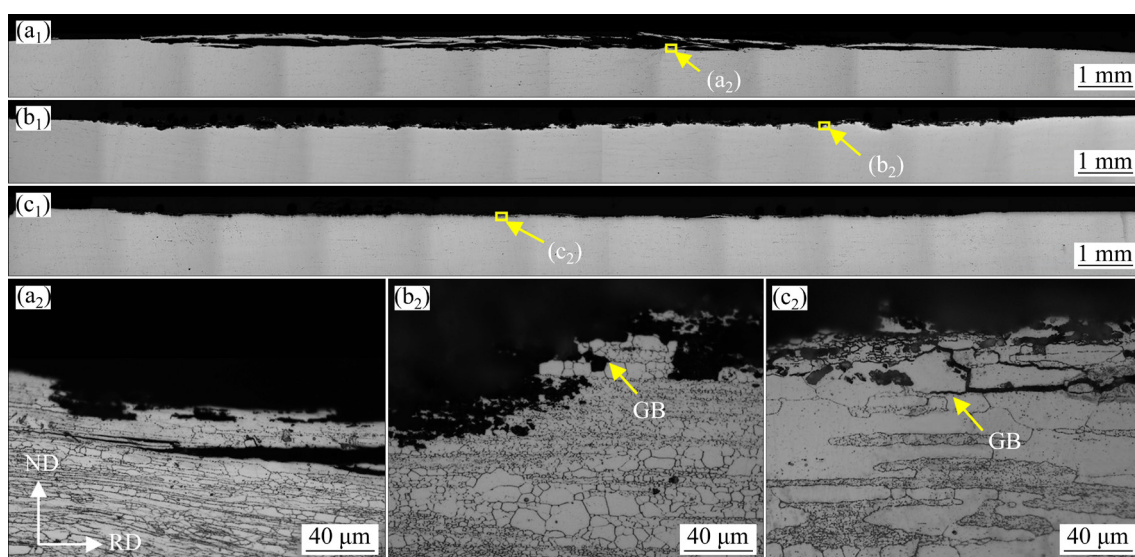 (a₁)
(a₂)
1 mm
(b₁)
(b₂)
1 mm
(c₁)
(c₂)
1 mm
(a₂)
ND
RD
40 μm
(b₂)
GB
40 μm
(c₂)
GB
40 μm